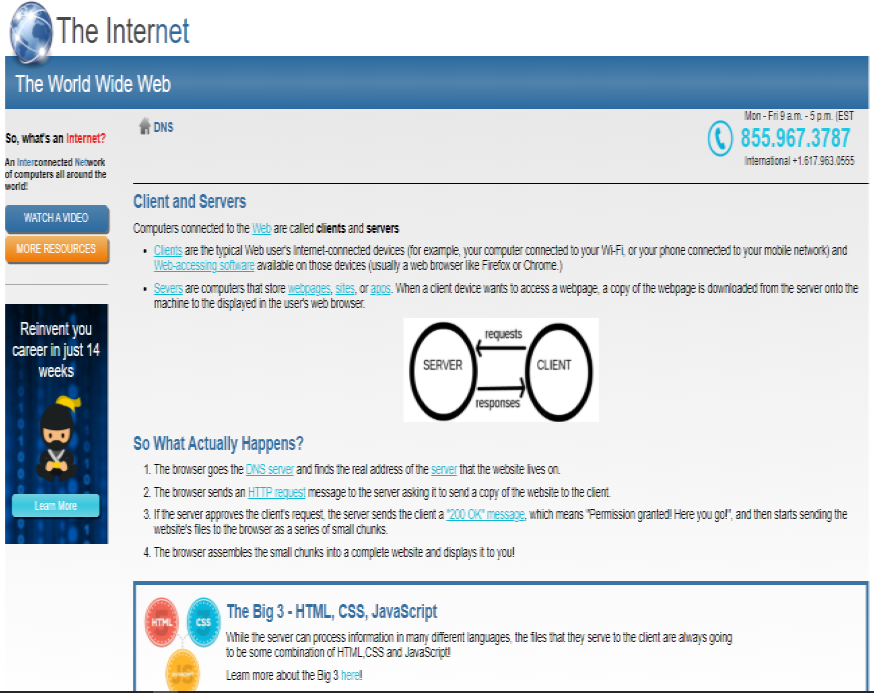 The Internet
The World Wide Web
So, what's an Internet?
An Interconnected Network
of computers all around the
world!
WATCH A VIDEO
MORE RESOURCES
Reinvent you
career in just 14
weeks
Learn More
DNS
Mon - Fri 9 a.m. - 5 p.m. (EST
855.967.3787
International +1.617.963.0555
Client and Servers
Computers connected to the Web are called clients and servers
• Clients are the typical Web user's Internet-connected devices (for example, your computer connected to your Wi-Fi, or your phone connected to your mobile network) and
Web-accessing software available on those devices (usually a web browser like Firefox or Chrome.)
• Severs are computers that store webpages, sites, or apps. When a client device wants to access a webpage, a copy of the webpage is downloaded from the server onto the
machine to the displayed in the user's web browser.
requests
SERVER
CLIENT
responses
So What Actually Happens?
1. The browser goes the DNS server and finds the real address of the server that the website lives on.
2. The browser sends an HTTP request message to the server asking it to send a copy of the website to the client.
3. If the server approves the client's request, the server sends the client a "200 OK" message, which means "Permission granted! Here you go!", and then starts sending the
website's files to the browser as a series of small chunks.
4. The browser assembles the small chunks into a complete website and displays it to you!
HTML
CSS
JS
The Big 3 - HTML, CSS, JavaScript
While the server can process information in many different languages, the files that they serve to the client are always going
to be some combination of HTML,CSS and JavaScript!
Learn more about the Big 3 here!